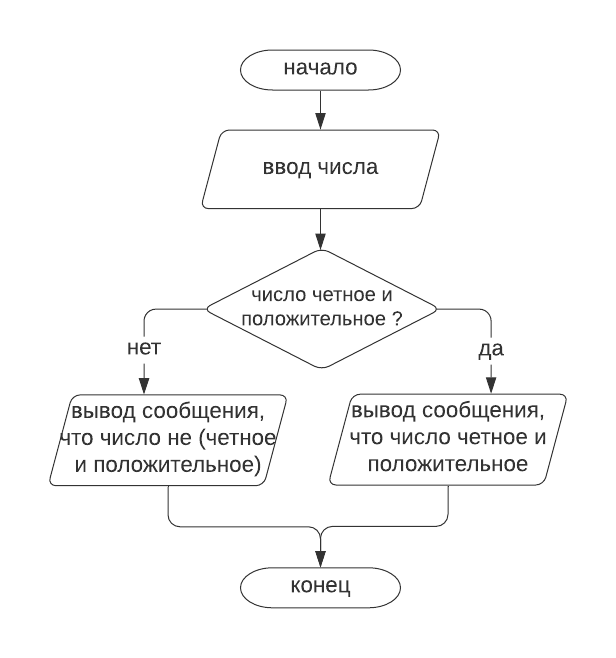 начало
ввод числа
число четное и
положительное ?
нет
да
вывод сообщения,
что число не (четное
и положительное)
вывод сообщения,
что число четное и
положительное
конец